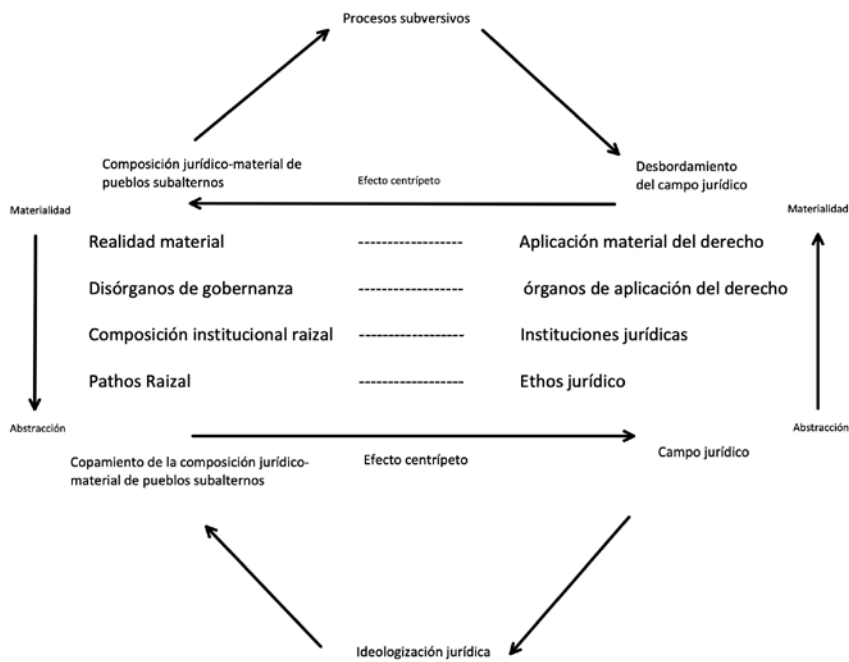 Procesos subversivos
Composición jurídico-material de
pueblos subalternos
Efecto centrípeto
Desbordamiento
del campo jurídico
Materialidad
Materialidad
Realidad material
Aplicación material del derecho
Disórganos de gobernanza
órganos de aplicación del derecho
Composición institucional raizal
Instituciones jurídicas
Pathos Raizal
Ethos jurídico
Abstracción
Abstracción
Copamiento de la composición jurídico-
material de pueblos subalternos
Efecto centrípeto
Campo jurídico
Ideologización jurídica